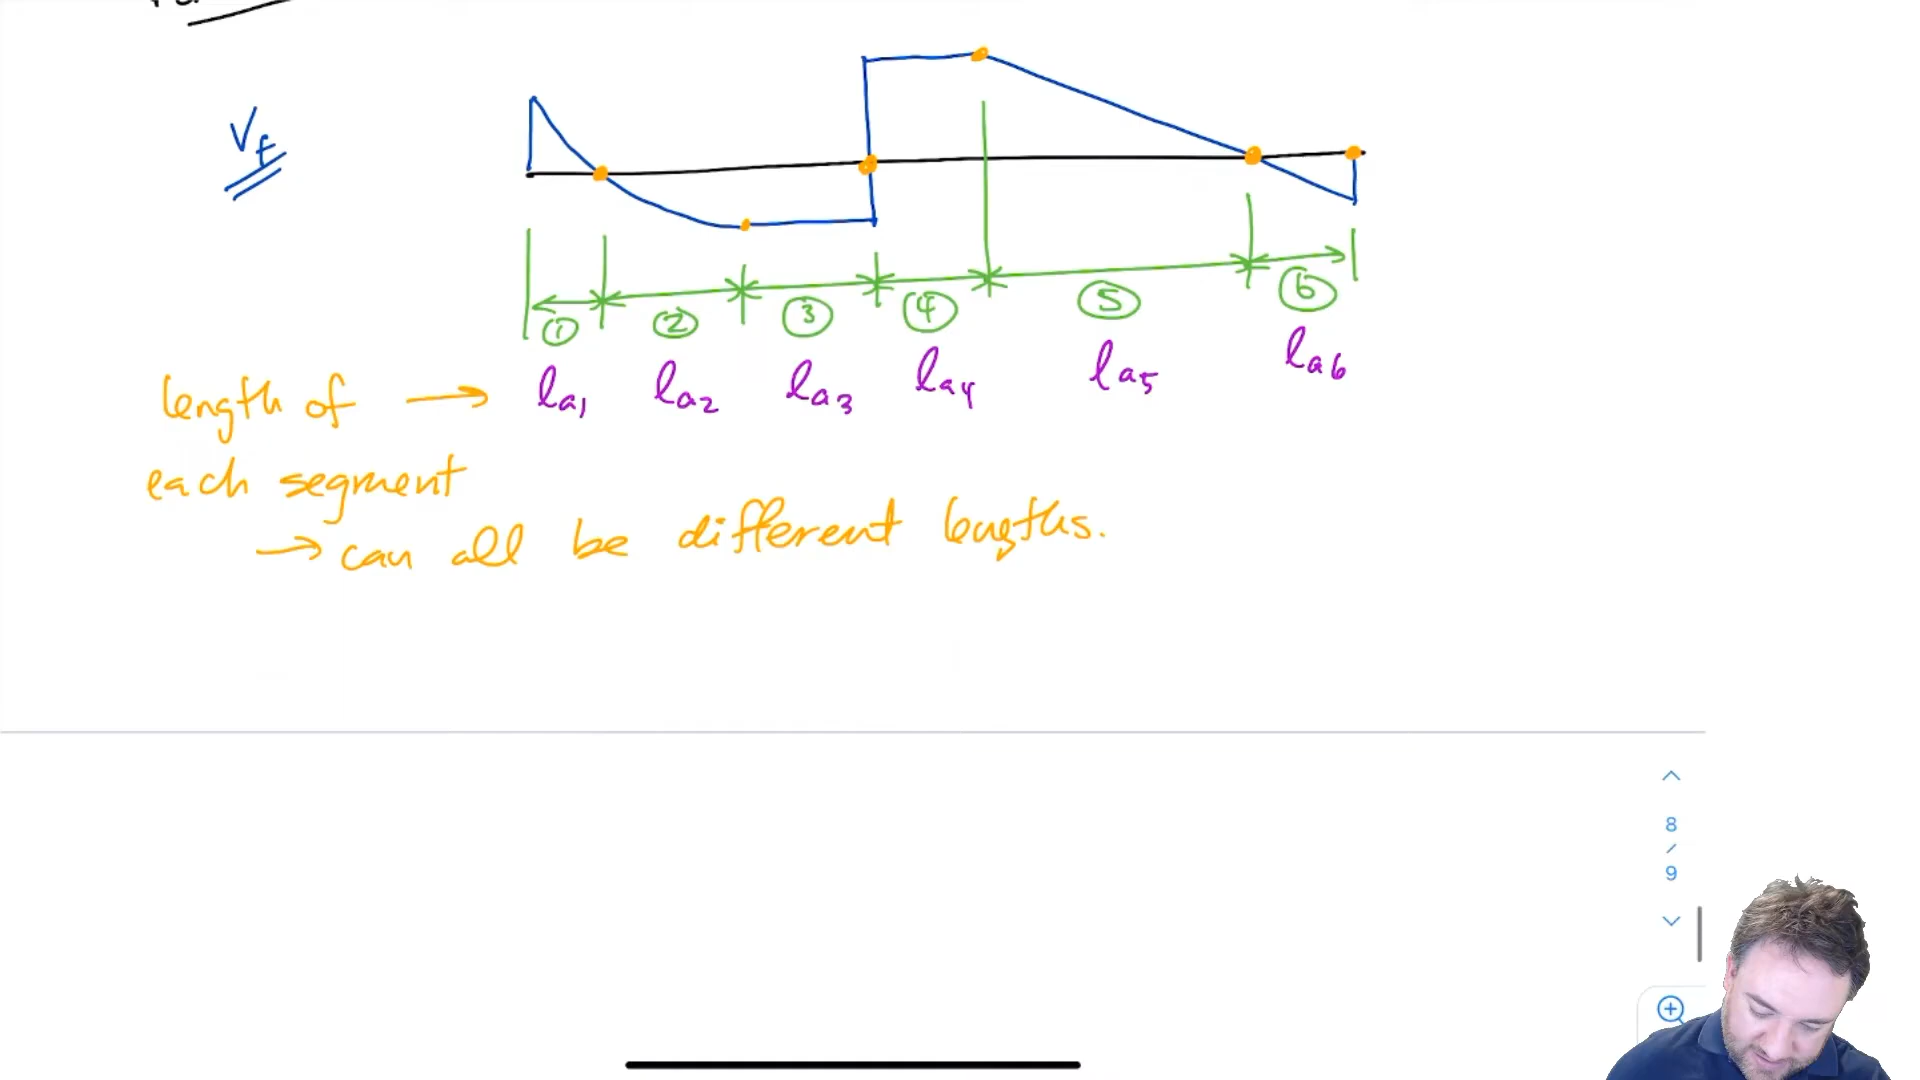 V_f
① ② ③ ④ ⑤ ⑥
length of → la1 la2 la3 la4 la5 la6
each segment
→ can all be different lengths.
8
/
9